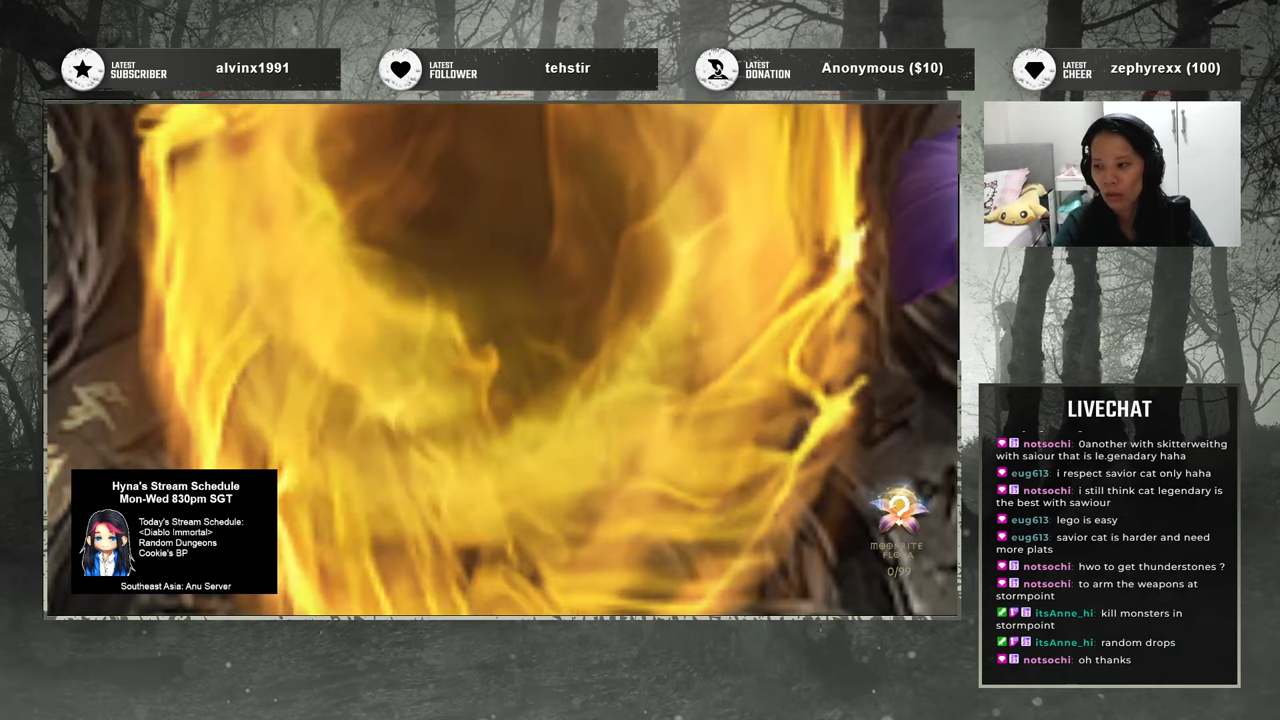 LATEST
SUBSCRIBER
alvinx1991
LATEST
FOLLOWER
tehstir
LATEST
DONATION
Anonymous ($10)
LATEST
CHEER
zephyrexx (100)
Hyna's Stream Schedule
Mon-Wed 830pm SGT
Today's Stream Schedule:
<Diablo Immortal>
Random Dungeons
Cookie's BP
Southeast Asia: Anu Server
MOONLITE
FLORA
0/99
LIVECHAT
notsochi: 0another with skitterweithg
with saiour that is le.genadary haha
eug613: i respect savior cat only haha
notsochi: i still think cat legendary is
the best with sawiour
eug613: lego is easy
eug613: savior cat is harder and need
more plats
notsochi: hwo to get thunderstones ?
notsochi: to arm the weapons at
stormpoint
itsAnne_hi: kill monsters in
stormpoint
itsAnne_hi: random drops
notsochi: oh thanks